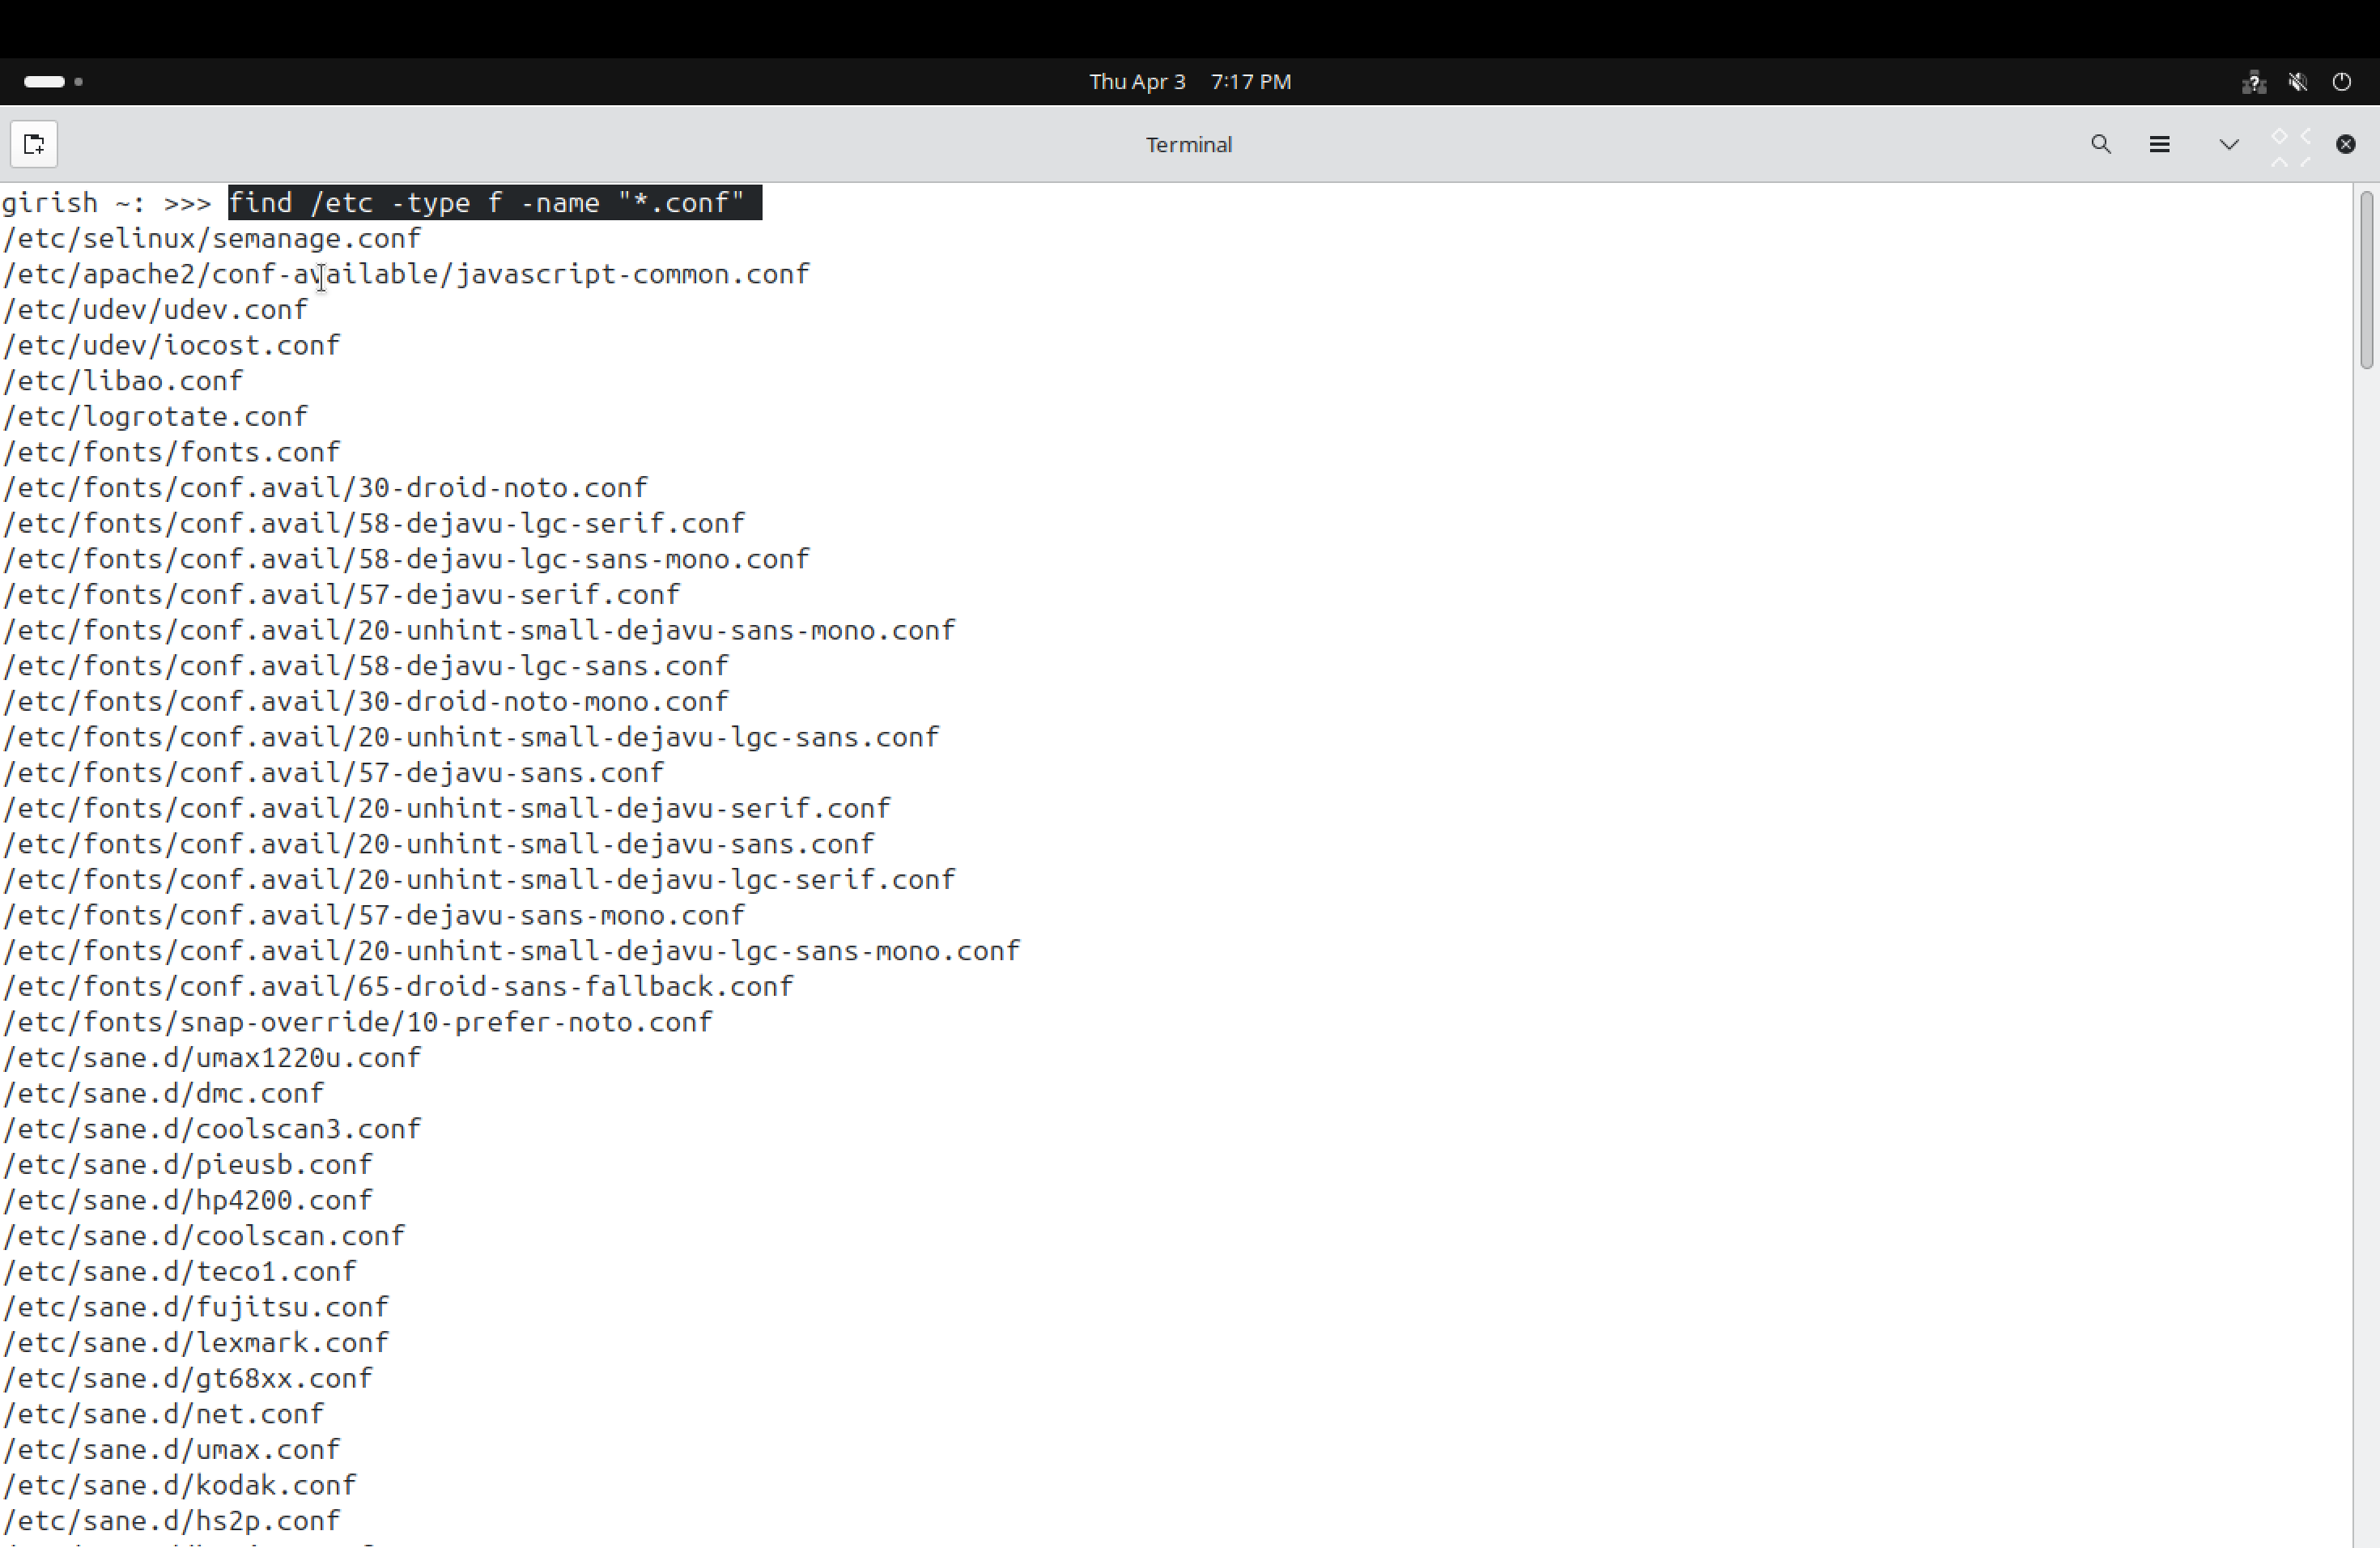 Thu Apr 3 7:17 PM
Terminal
girish ~: >>> find /etc -type f -name "*.conf"
/etc/selinux/semanage.conf
/etc/apache2/conf-available/javascript-common.conf
/etc/udev/udev.conf
/etc/udev/iocost.conf
/etc/libao.conf
/etc/logrotate.conf
/etc/fonts/fonts.conf
/etc/fonts/conf.avail/30-droid-noto.conf
/etc/fonts/conf.avail/58-dejavu-lgc-serif.conf
/etc/fonts/conf.avail/58-dejavu-lgc-sans-mono.conf
/etc/fonts/conf.avail/57-dejavu-serif.conf
/etc/fonts/conf.avail/20-unhint-small-dejavu-sans-mono.conf
/etc/fonts/conf.avail/58-dejavu-lgc-sans.conf
/etc/fonts/conf.avail/30-droid-noto-mono.conf
/etc/fonts/conf.avail/20-unhint-small-dejavu-lgc-sans.conf
/etc/fonts/conf.avail/57-dejavu-sans.conf
/etc/fonts/conf.avail/20-unhint-small-dejavu-serif.conf
/etc/fonts/conf.avail/20-unhint-small-dejavu-sans.conf
/etc/fonts/conf.avail/20-unhint-small-dejavu-lgc-serif.conf
/etc/fonts/conf.avail/57-dejavu-sans-mono.conf
/etc/fonts/conf.avail/20-unhint-small-dejavu-lgc-sans-mono.conf
/etc/fonts/conf.avail/65-droid-sans-fallback.conf
/etc/fonts/snap-override/10-prefer-noto.conf
/etc/sane.d/umax1220u.conf
/etc/sane.d/dmc.conf
/etc/sane.d/coolscan3.conf
/etc/sane.d/pieusb.conf
/etc/sane.d/hp4200.conf
/etc/sane.d/coolscan.conf
/etc/sane.d/teco1.conf
/etc/sane.d/fujitsu.conf
/etc/sane.d/lexmark.conf
/etc/sane.d/gt68xx.conf
/etc/sane.d/net.conf
/etc/sane.d/umax.conf
/etc/sane.d/kodak.conf
/etc/sane.d/hs2p.conf